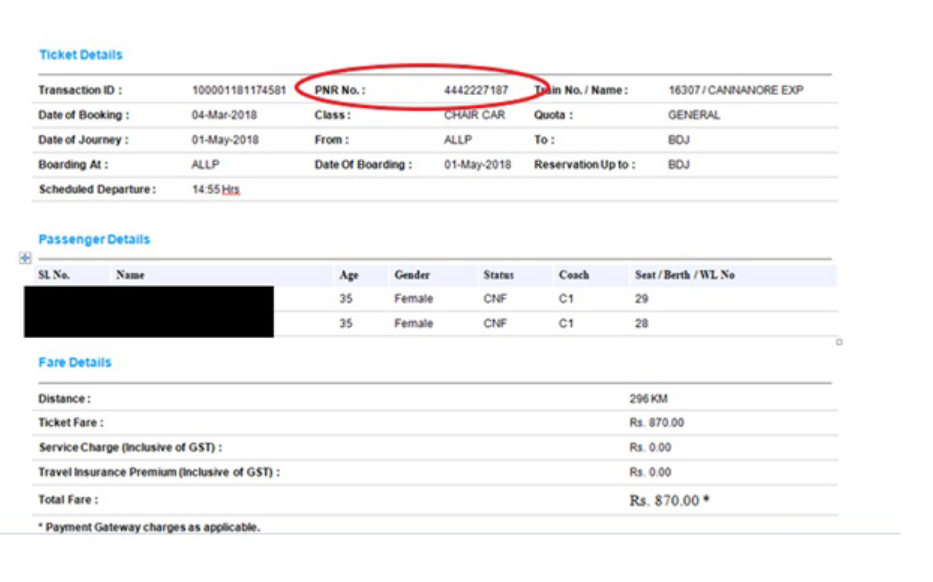 Ticket Details
Transaction ID : 100001181174581 PNR No. : 4442227187 Train No. / Name : 16307 / CANNANORE EXP
Date of Booking : 04-Mar-2018 Class : CHAIR CAR Quota : GENERAL
Date of Journey : 01-May-2018 From : ALLP To : BDJ
Boarding At : ALLP Date Of Boarding : 01-May-2018 Reservation Up to : BDJ
Scheduled Departure : 14:55 Hrs
Passenger Details
SL No. Name Age Gender Status Coach Seat / Berth / WL No
35 Female CNF C1 29
35 Female CNF C1 28
Fare Details
Distance : 296 KM
Ticket Fare : Rs. 870.00
Service Charge (Inclusive of GST) : Rs. 0.00
Travel Insurance Premium (Inclusive of GST) : Rs. 0.00
Total Fare : Rs. 870.00 *
* Payment Gateway charges as applicable.